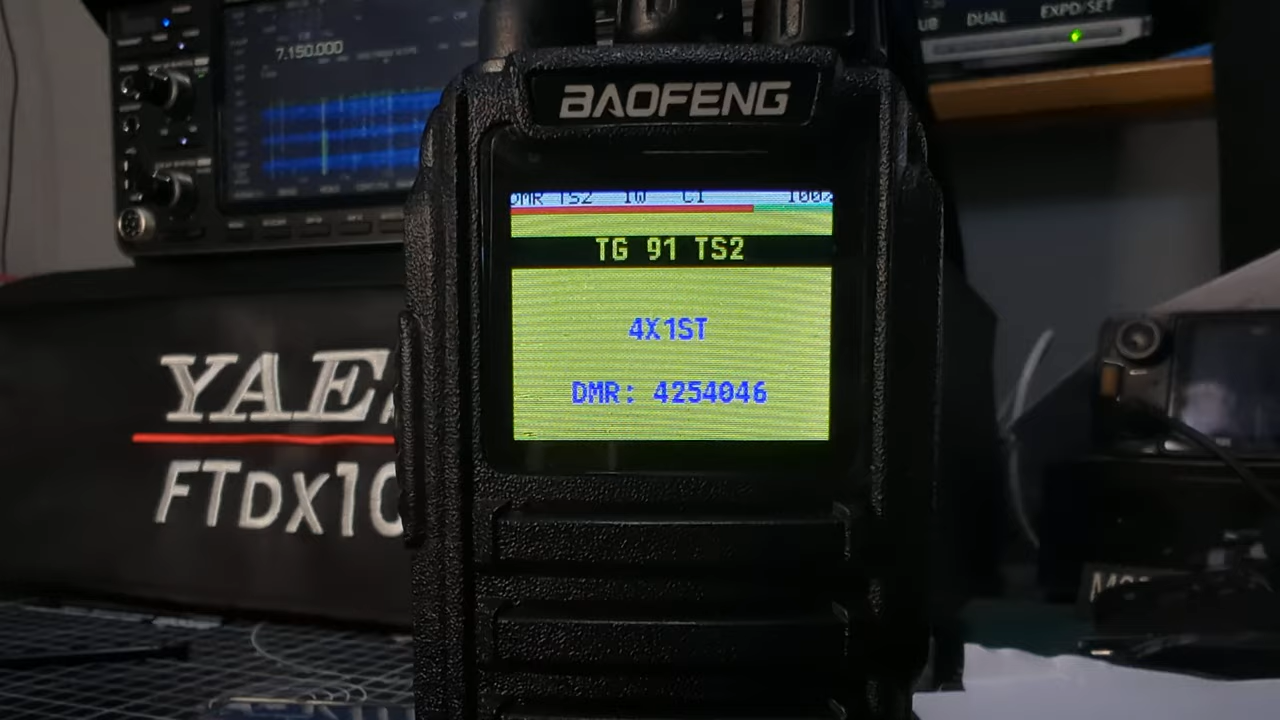 7.150.000
UB DUAL EXPD/SET
BAOFENG
DMR TS2 1W C1 100%
TG 91 TS2
4X1ST
DMR: 4254046
YAE
FTDX10